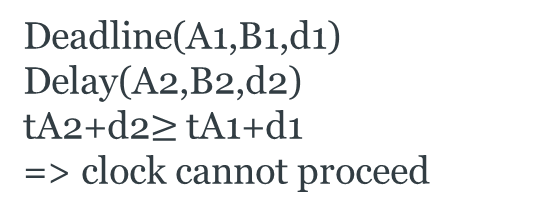 Deadline(A1,B1,d1)
Delay(A2,B2,d2)
tA2+d2≥ tA1+d1
=> clock cannot proceed